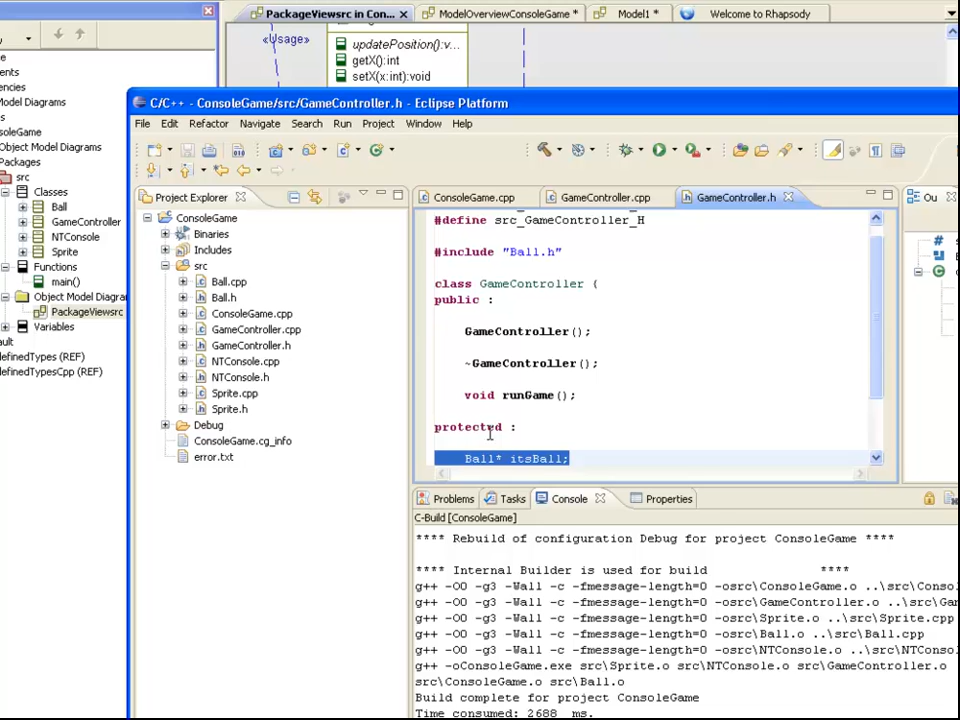 PackageViewsrc in Con...
ModelOverviewConsoleGame *
Model1 *
Welcome to Rhapsody
«Usage»
updatePosition():v...
getX():int
setX(x:int):void
Model Diagrams
Object Model Diagrams
Packages
src
Classes
Ball
GameController
NTConsole
Sprite
Functions
main()
Object Model Diagrar
PackageViewsrc
Variables
efinedTypes (REF)
efinedTypesCpp (REF)
C/C++ - ConsoleGame/src/GameController.h - Eclipse Platform
File Edit Refactor Navigate Search Run Project Window Help
Project Explorer
ConsoleGame
Binaries
Includes
src
Ball.cpp
Ball.h
ConsoleGame.cpp
GameController.cpp
GameController.h
NTConsole.cpp
NTConsole.h
Sprite.cpp
Sprite.h
Debug
ConsoleGame.cg_info
error.txt
ConsoleGame.cpp
GameController.cpp
GameController.h
Ou
#define src_GameController_H
#include "Ball.h"
class GameController {
public :
GameController();
~GameController();
void runGame();
protected :
Ball* itsBall;
Problems Tasks Console Properties
C-Build [ConsoleGame]
**** Rebuild of configuration Debug for project ConsoleGame ****
**** Internal Builder is used for build ****
g++ -O0 -g3 -Wall -c -fmessage-length=0 -osrc\ConsoleGame.o ..\src\Conso
g++ -O0 -g3 -Wall -c -fmessage-length=0 -osrc\GameController.o ..\src\Gar
g++ -O0 -g3 -Wall -c -fmessage-length=0 -osrc\Sprite.o ..\src\Sprite.cpp
g++ -O0 -g3 -Wall -c -fmessage-length=0 -osrc\Ball.o ..\src\Ball.cpp
g++ -O0 -g3 -Wall -c -fmessage-length=0 -osrc\NTConsole.o ..\src\NTConso
g++ -oConsoleGame.exe src\Sprite.o src\NTConsole.o src\GameController.o
src\ConsoleGame.o src\Ball.o
Build complete for project ConsoleGame
Time consumed: 2688 ms.